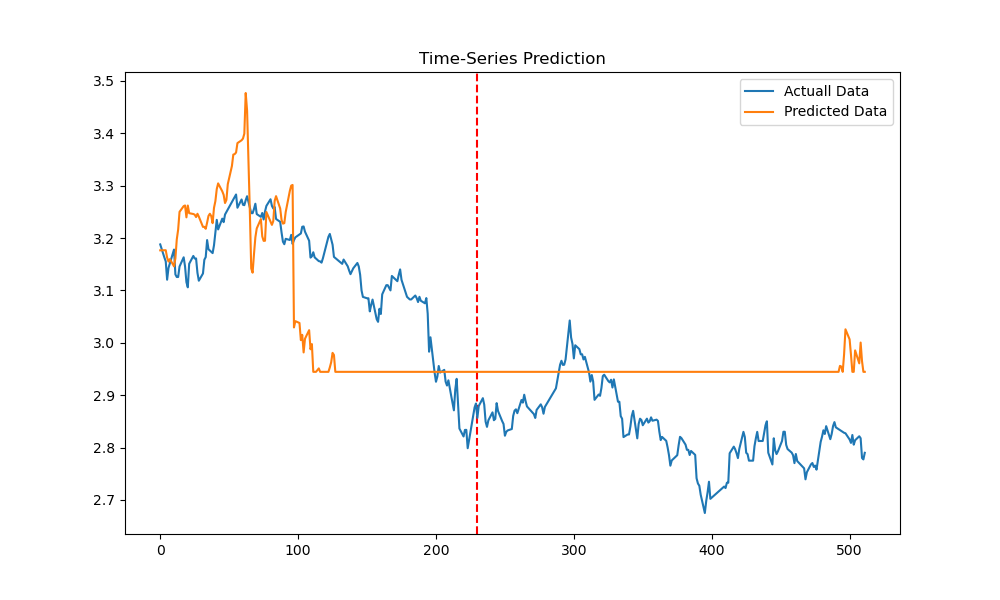 Time-Series Prediction
Actuall Data
Predicted Data
3.5
3.4
3.3
3.2
3.1
3.0
2.9
2.8
2.7
0 100 200 300 400 500